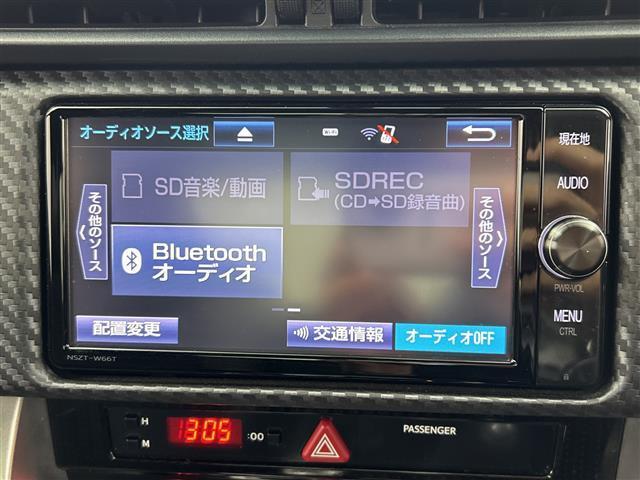 オーディオソース選択
Wi-Fi
その他のソース
SD音楽/動画
SDREC
(CD➡SD録音曲)
その他のソース
Bluetooth
オーディオ
配置変更
交通情報
オーディオOFF
NSZT-W66T
現在地
AUDIO
PWR·VOL
MENU
CTRL
H
M
1305
:00
PASSENGER